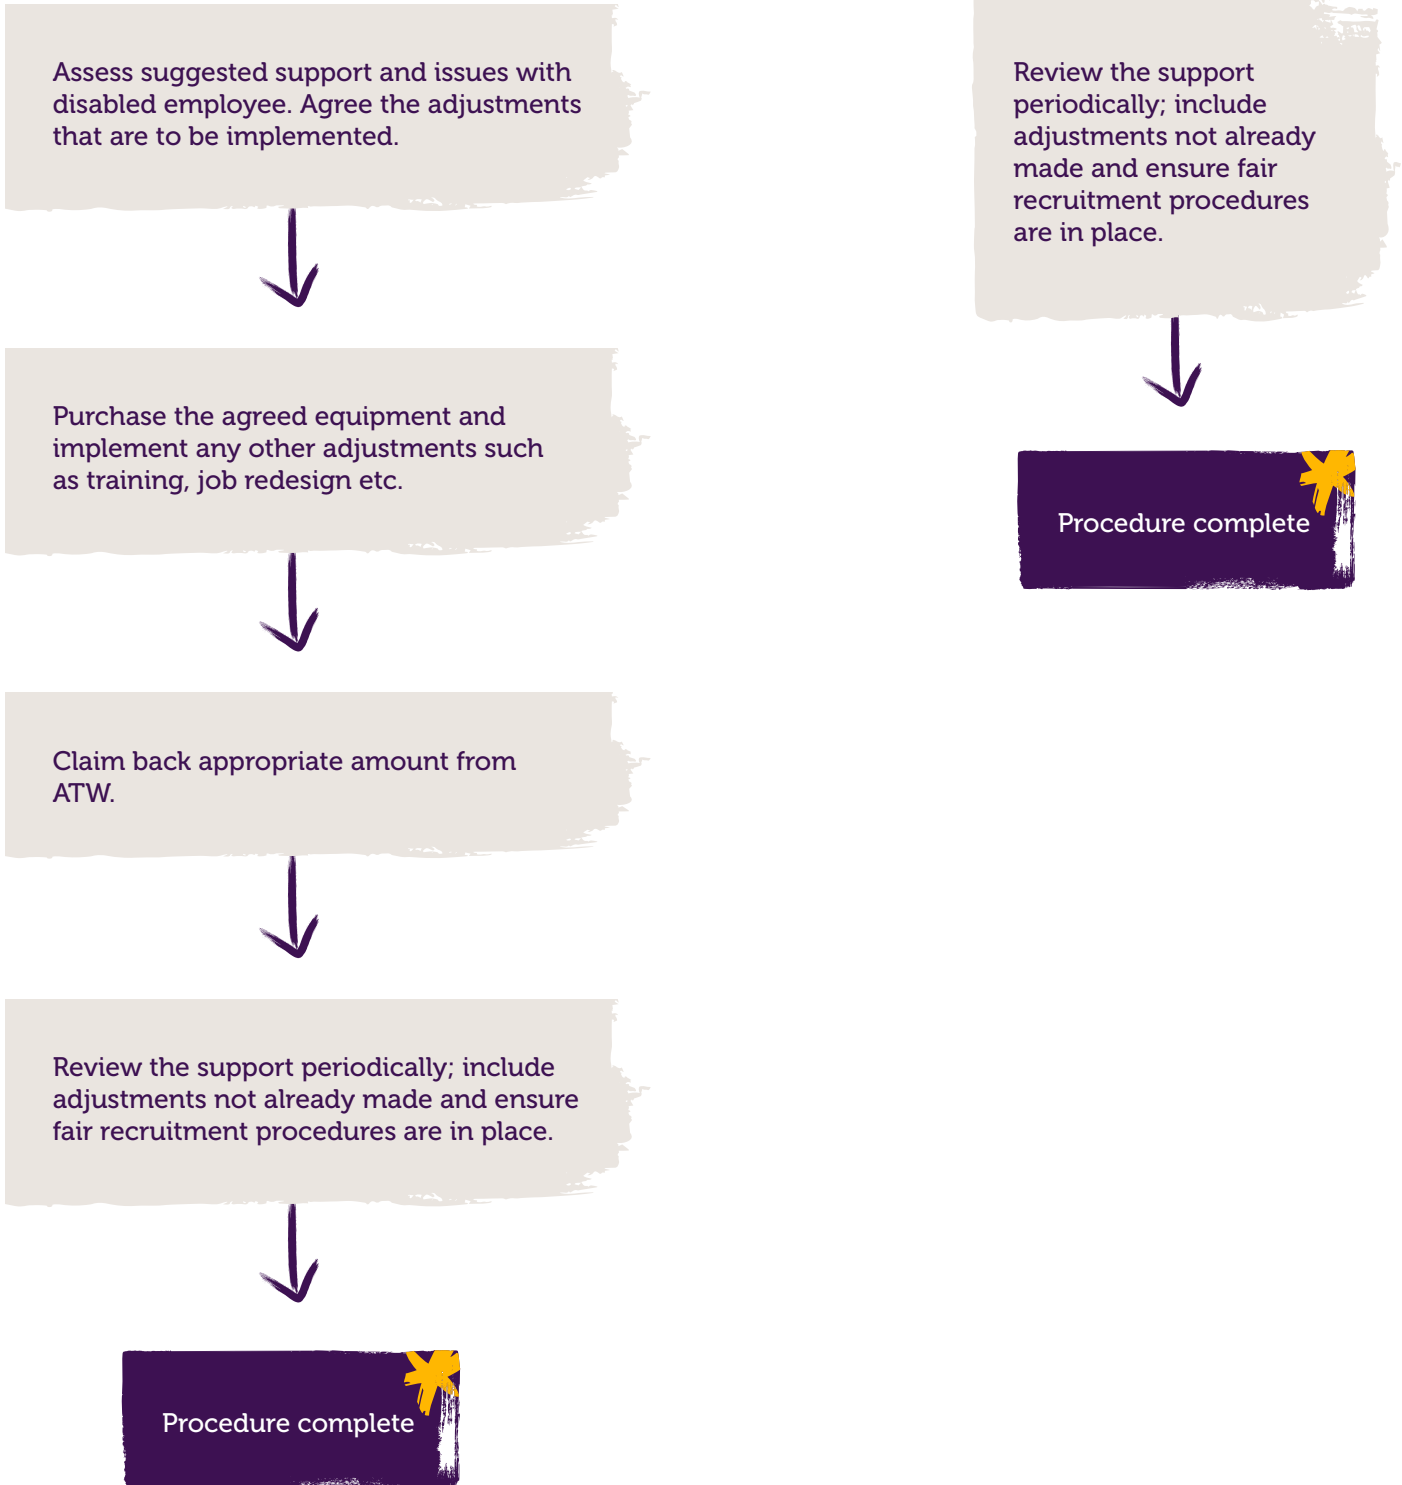 Assess suggested support and issues with
disabled employee. Agree the adjustments
that are to be implemented.
Purchase the agreed equipment and
implement any other adjustments such
as training, job redesign etc.
Claim back appropriate amount from
ATW.
Review the support periodically; include
adjustments not already made and ensure
fair recruitment procedures are in place.
Procedure complete
Review the support
periodically; include
adjustments not already
made and ensure fair
recruitment procedures
are in place.
Procedure complete